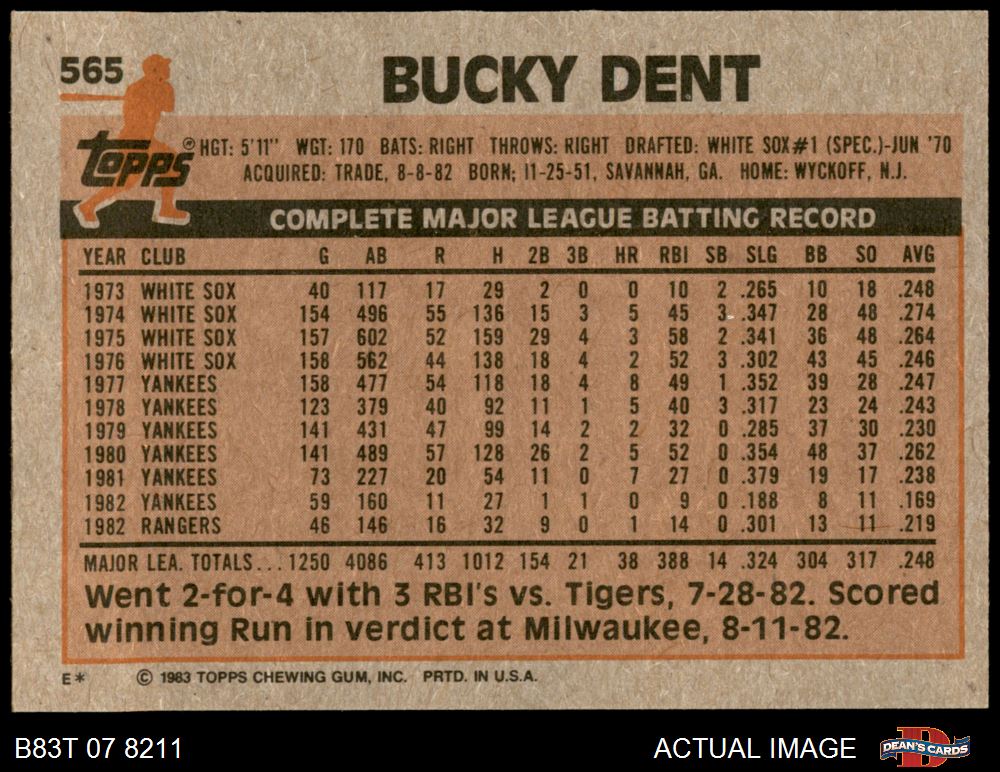 565 BUCKY DENT
topps® HGT: 5'11" WGT: 170 BATS: RIGHT THROWS: RIGHT DRAFTED: WHITE SOX#1 (SPEC.)-JUN '70
ACQUIRED: TRADE, 8-8-82 BORN; 11-25-51, SAVANNAH, GA. HOME: WYCKOFF, N.J.
COMPLETE MAJOR LEAGUE BATTING RECORD
YEAR CLUB G AB R H 2B 3B HR RBI SB SLG BB SO AVG
1973 WHITE SOX 40 117 17 29 2 0 0 10 2 .265 10 18 .248
1974 WHITE SOX 154 496 55 136 15 3 5 45 3 .347 28 48 .274
1975 WHITE SOX 157 602 52 159 29 4 3 58 2 .341 36 48 .264
1976 WHITE SOX 158 562 44 138 18 4 2 52 3 .302 43 45 .246
1977 YANKEES 158 477 54 118 18 4 8 49 1 .352 39 28 .247
1978 YANKEES 123 379 40 92 11 1 5 40 3 .317 23 24 .243
1979 YANKEES 141 431 47 99 14 2 2 32 0 .285 37 30 .230
1980 YANKEES 141 489 57 128 26 2 5 52 0 .354 48 37 .262
1981 YANKEES 73 227 20 54 11 0 7 27 0 .379 19 17 .238
1982 YANKEES 59 160 11 27 1 1 0 9 0 .188 8 11 .169
1982 RANGERS 46 146 16 32 9 0 1 14 0 .301 13 11 .219
MAJOR LEA. TOTALS... 1250 4086 413 1012 154 21 38 388 14 .324 304 317 .248
Went 2-for-4 with 3 RBI's vs. Tigers, 7-28-82. Scored
winning Run in verdict at Milwaukee, 8-11-82.
E* © 1983 TOPPS CHEWING GUM, INC. PRTD. IN U.S.A.
B83T 07 8211 ACTUAL IMAGE DEAN'S CARDS